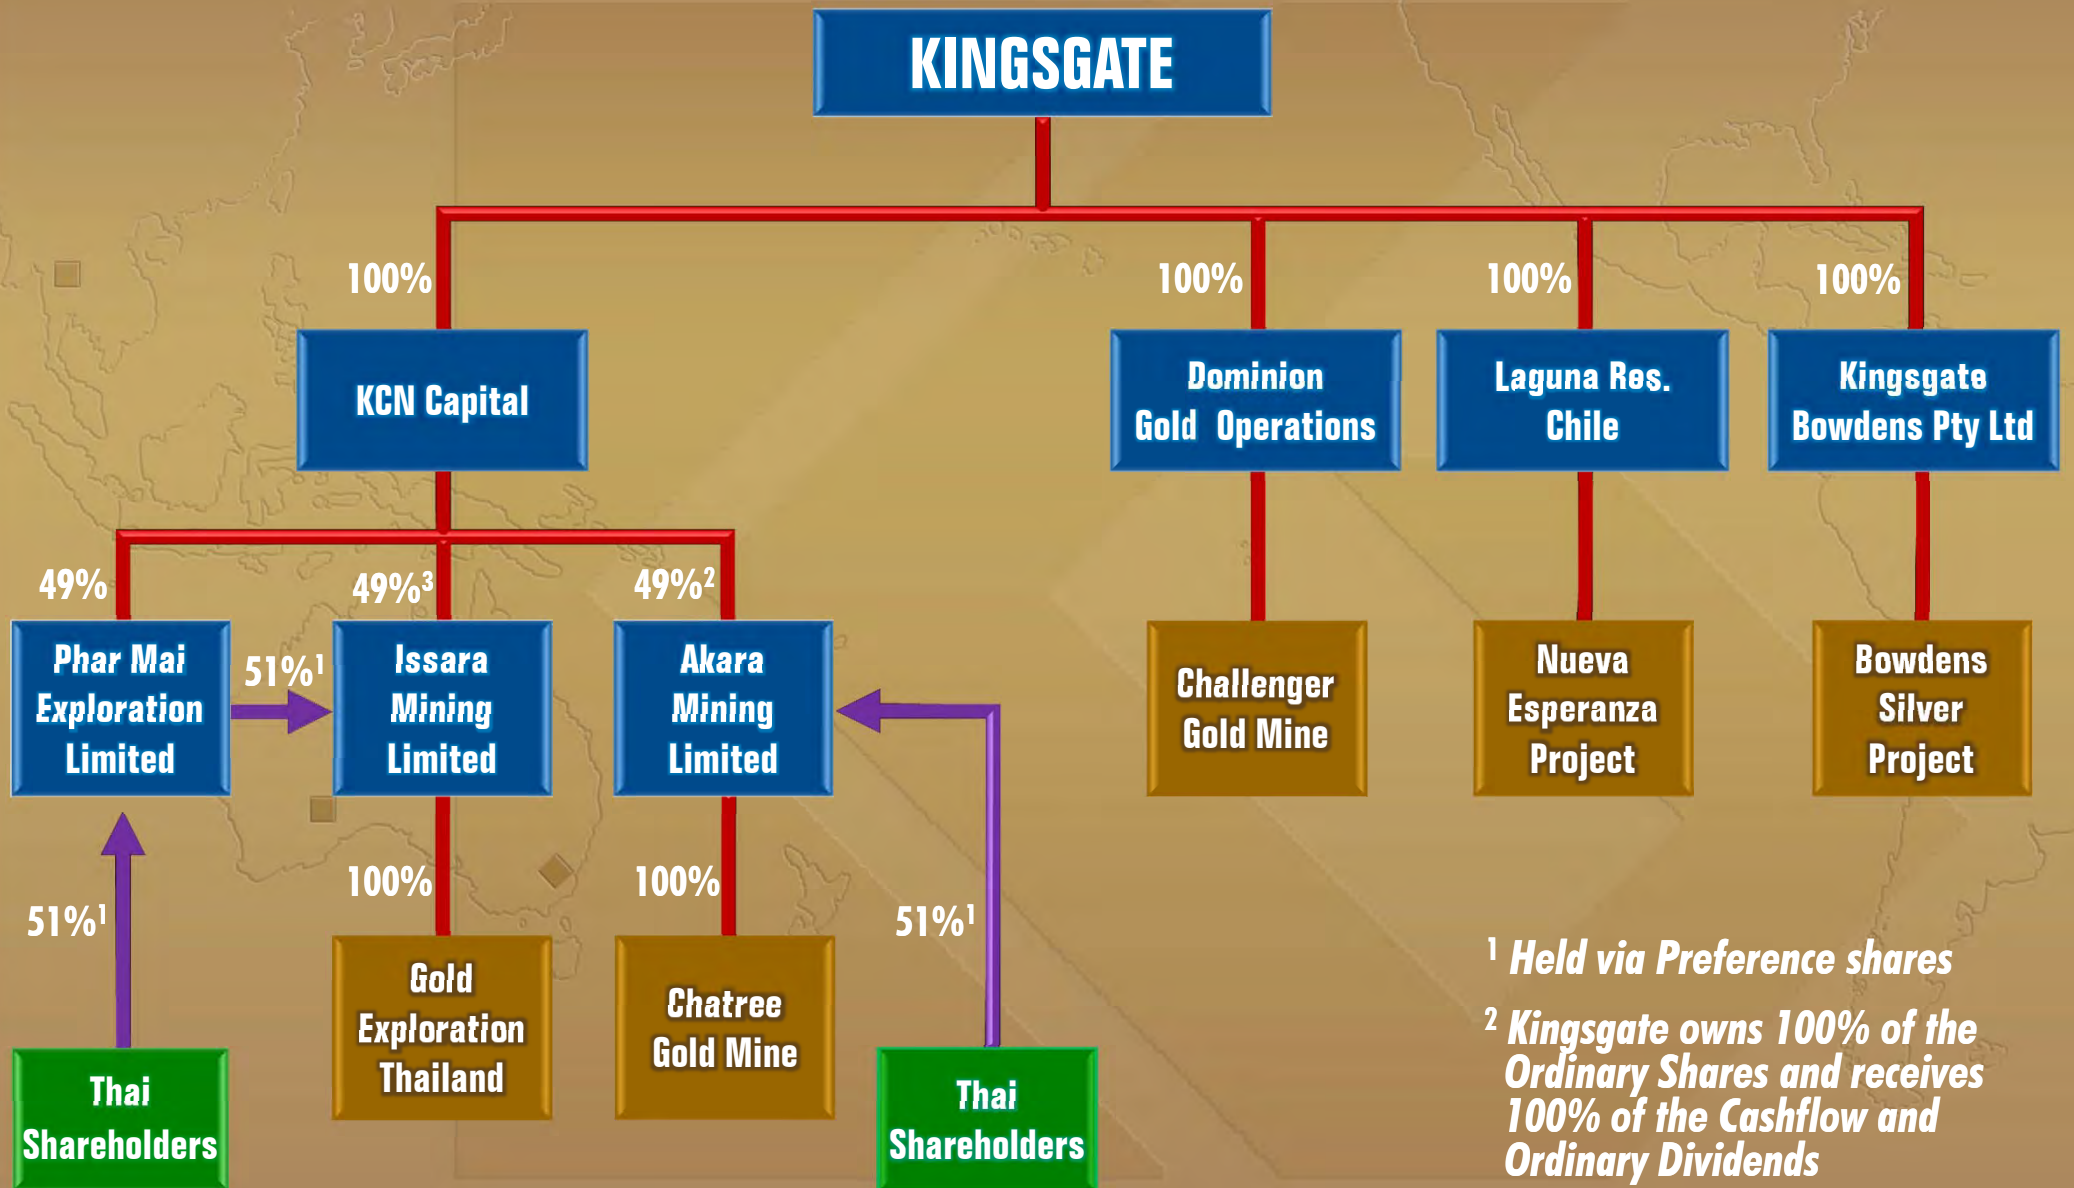 KINGSGATE
100%
100%
100%
100%
KCN Capital
Dominion
Gold Operations
Laguna Res.
Chile
Kingsgate
Bowdens Pty Ltd
49%
49%³
49%²
Phar Mai
Exploration
Limited
51%¹
Issara
Mining
Limited
Akara
Mining
Limited
Challenger
Gold Mine
Nueva
Esperanza
Project
Bowdens
Silver
Project
51%¹
100%
100%
51%¹
Gold
Exploration
Thailand
Chatree
Gold Mine
Thai
Shareholders
Thai
Shareholders
¹ Held via Preference shares
² Kingsgate owns 100% of the
Ordinary Shares and receives
100% of the Cashflow and
Ordinary Dividends